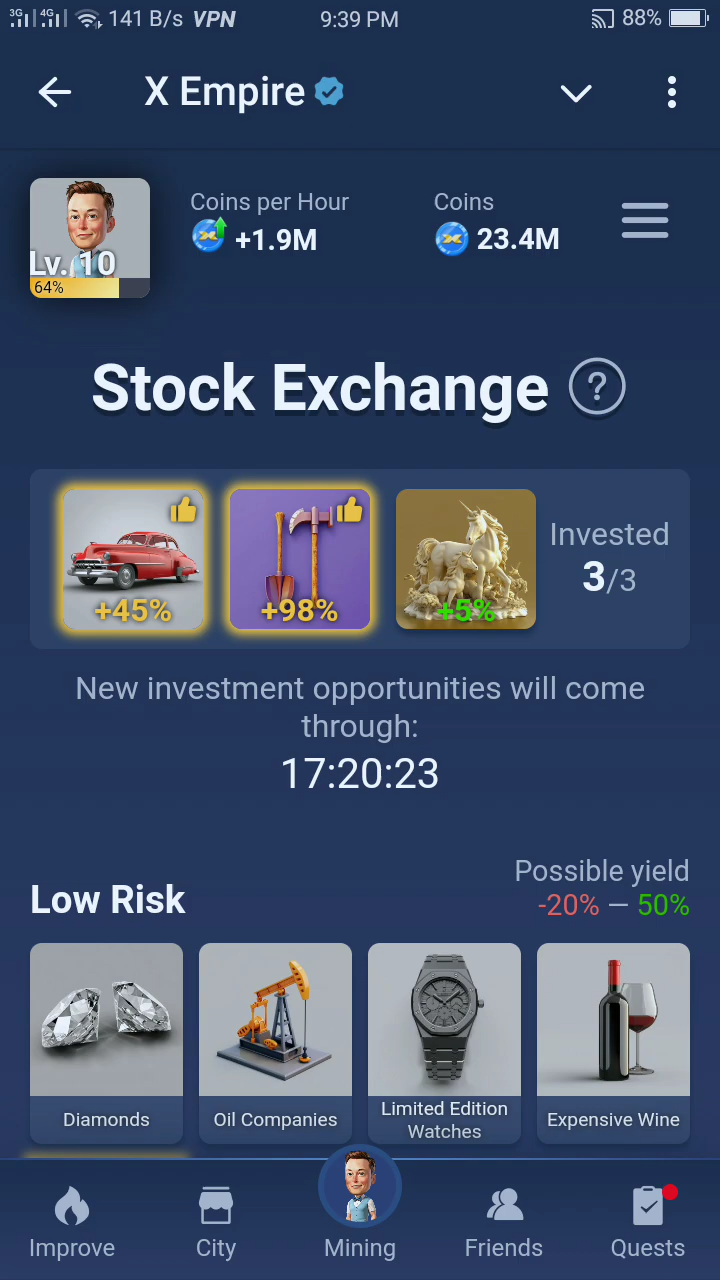 3G 4G 141 B/s VPN 9:39 PM 88%
X Empire
Coins per Hour Coins
+1.9M 23.4M
Lv. 10
64%
Stock Exchange ?
+45% +98% +5%
Invested
3/3
New investment opportunities will come
through:
17:20:23
Possible yield
Low Risk -20% — 50%
Diamonds
Oil Companies
Limited Edition
Watches
Expensive Wine
Improve City Mining Friends Quests